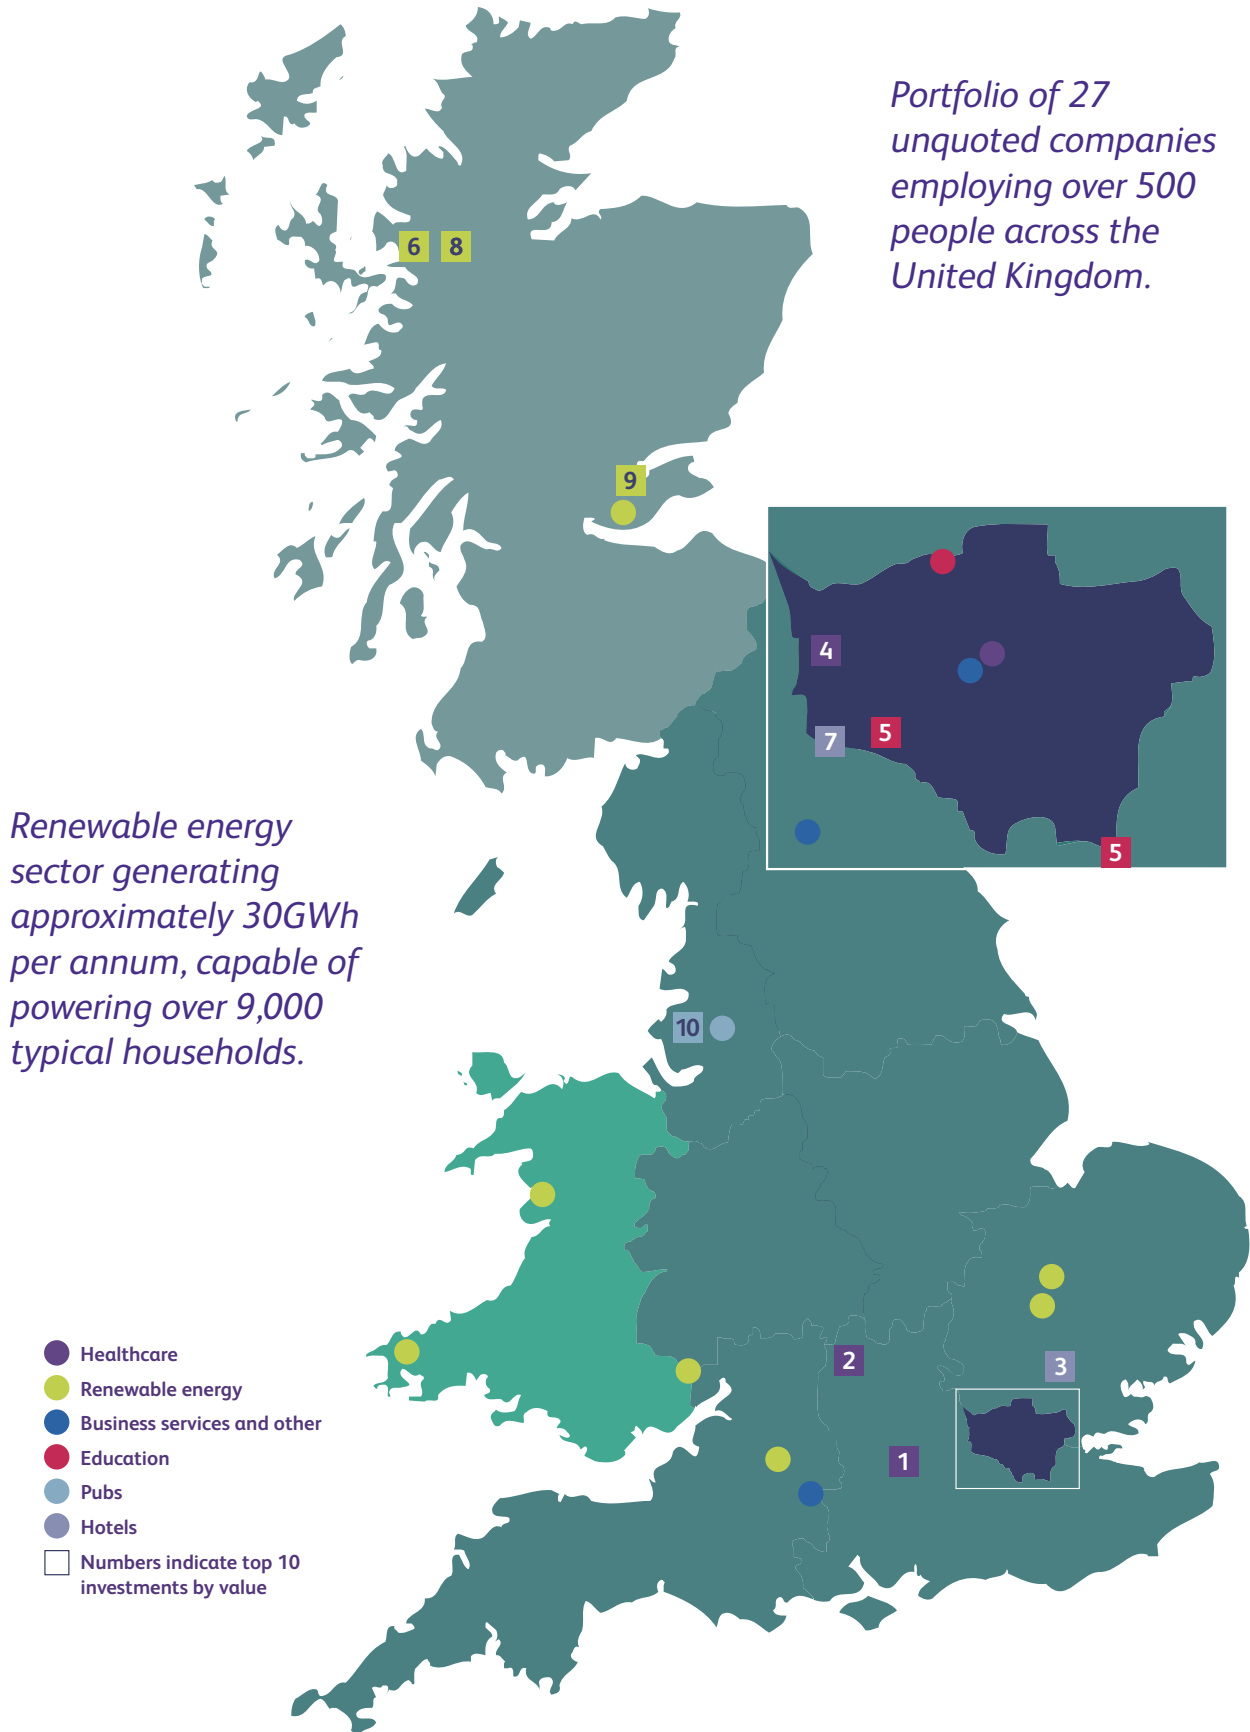 Portfolio of 27
unquoted companies
employing over 500
people across the
United Kingdom.
6 8
9
4
7
5
5
Renewable energy
sector generating
approximately 30GWh
per annum, capable of
powering over 9,000
typical households.
10
2
3
1
Healthcare
Renewable energy
Business services and other
Education
Pubs
Hotels
Numbers indicate top 10
investments by value